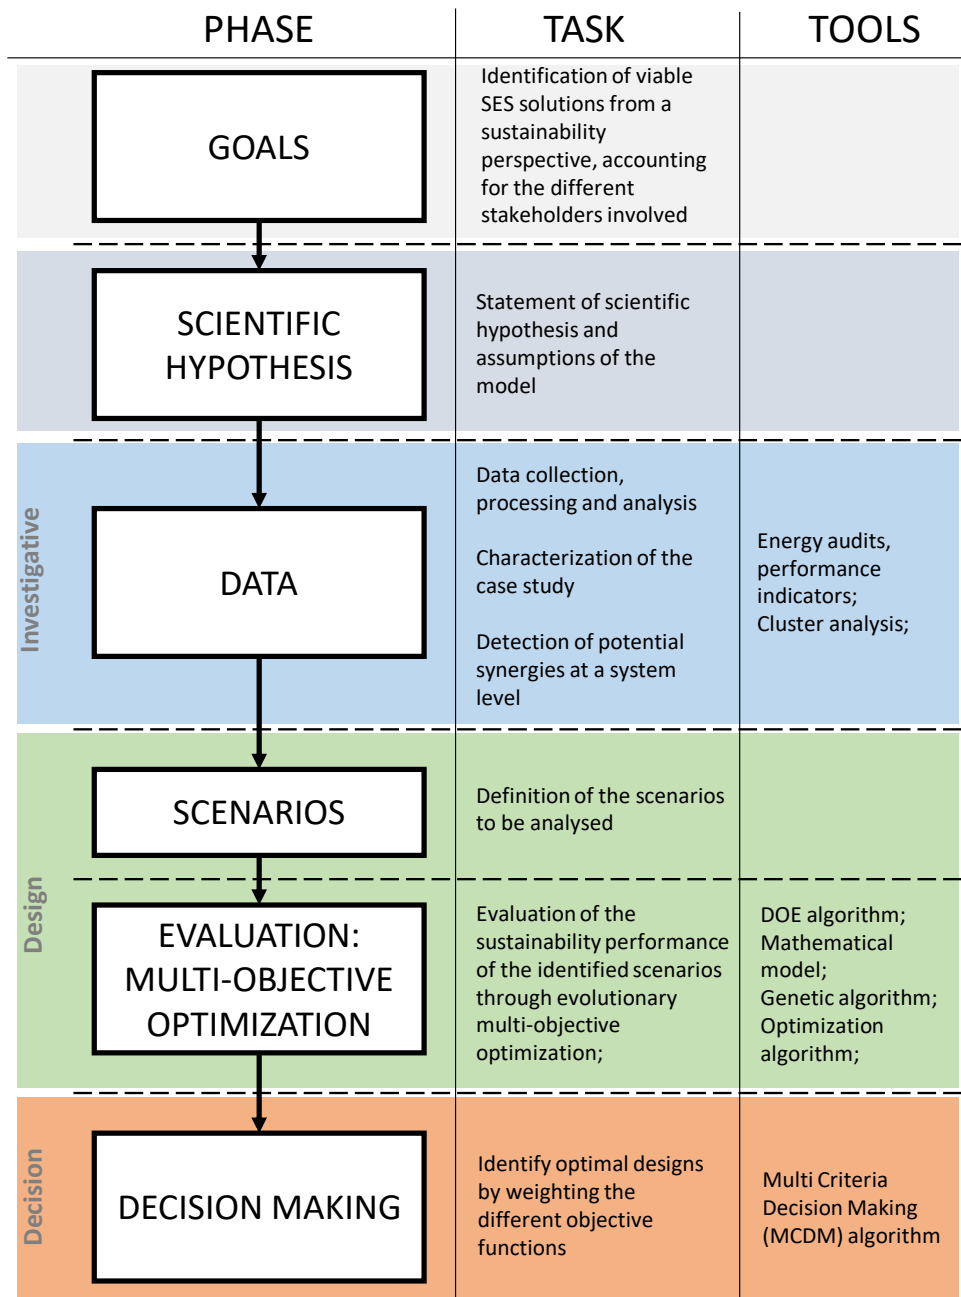 PHASE
TASK
TOOLS
GOALS
Identification of viable
SES solutions from a
sustainability
perspective, accounting
for the different
stakeholders involved
SCIENTIFIC
HYPOTHESIS
Statement of scientific
hypothesis and
assumptions of the
model
Investigative
DATA
Data collection,
processing and analysis
Characterization of the
case study
Detection of potential
synergies at a system
level
Energy audits,
performance
indicators;
Cluster analysis;
Design
SCENARIOS
Definition of the scenarios
to be analysed
EVALUATION:
MULTI-OBJECTIVE
OPTIMIZATION
Evaluation of the
sustainability performance
of the identified scenarios
through evolutionary
multi-objective
optimization;
DOE algorithm;
Mathematical
model;
Genetic algorithm;
Optimization
algorithm;
Decision
DECISION MAKING
Identify optimal designs
by weighting the
different objective
functions
Multi Criteria
Decision Making
(MCDM) algorithm